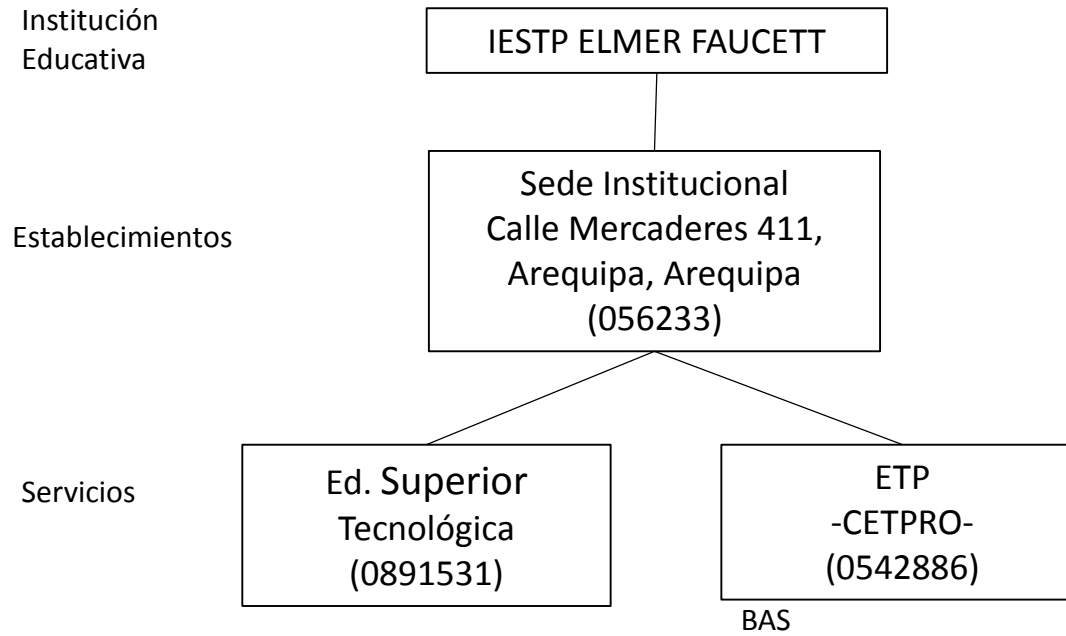 Institución
Educativa
IESTP ELMER FAUCETT
Establecimientos
Sede Institucional
Calle Mercaderes 411,
Arequipa, Arequipa
(056233)
Servicios
Ed. Superior
Tecnológica
(0891531)
ETP
-CETPRO-
(0542886)
BAS